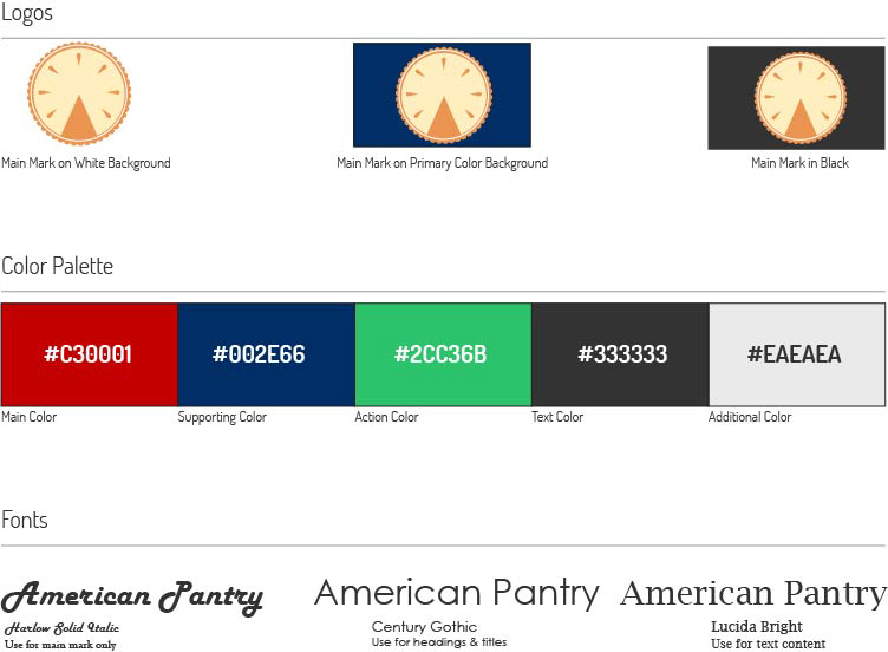 Logos
Main Mark on White Background
Main Mark on Primary Color Background
Main Mark in Black
Color Palette
#C30001
#002E66
#2CC36B
#333333
#EAEAEA
Main Color
Supporting Color
Action Color
Text Color
Additional Color
Fonts
American Pantry
Harlow Solid Italic
Use for main mark only
American Pantry
Century Gothic
Use for headings & titles
American Pantry
Lucida Bright
Use for text content